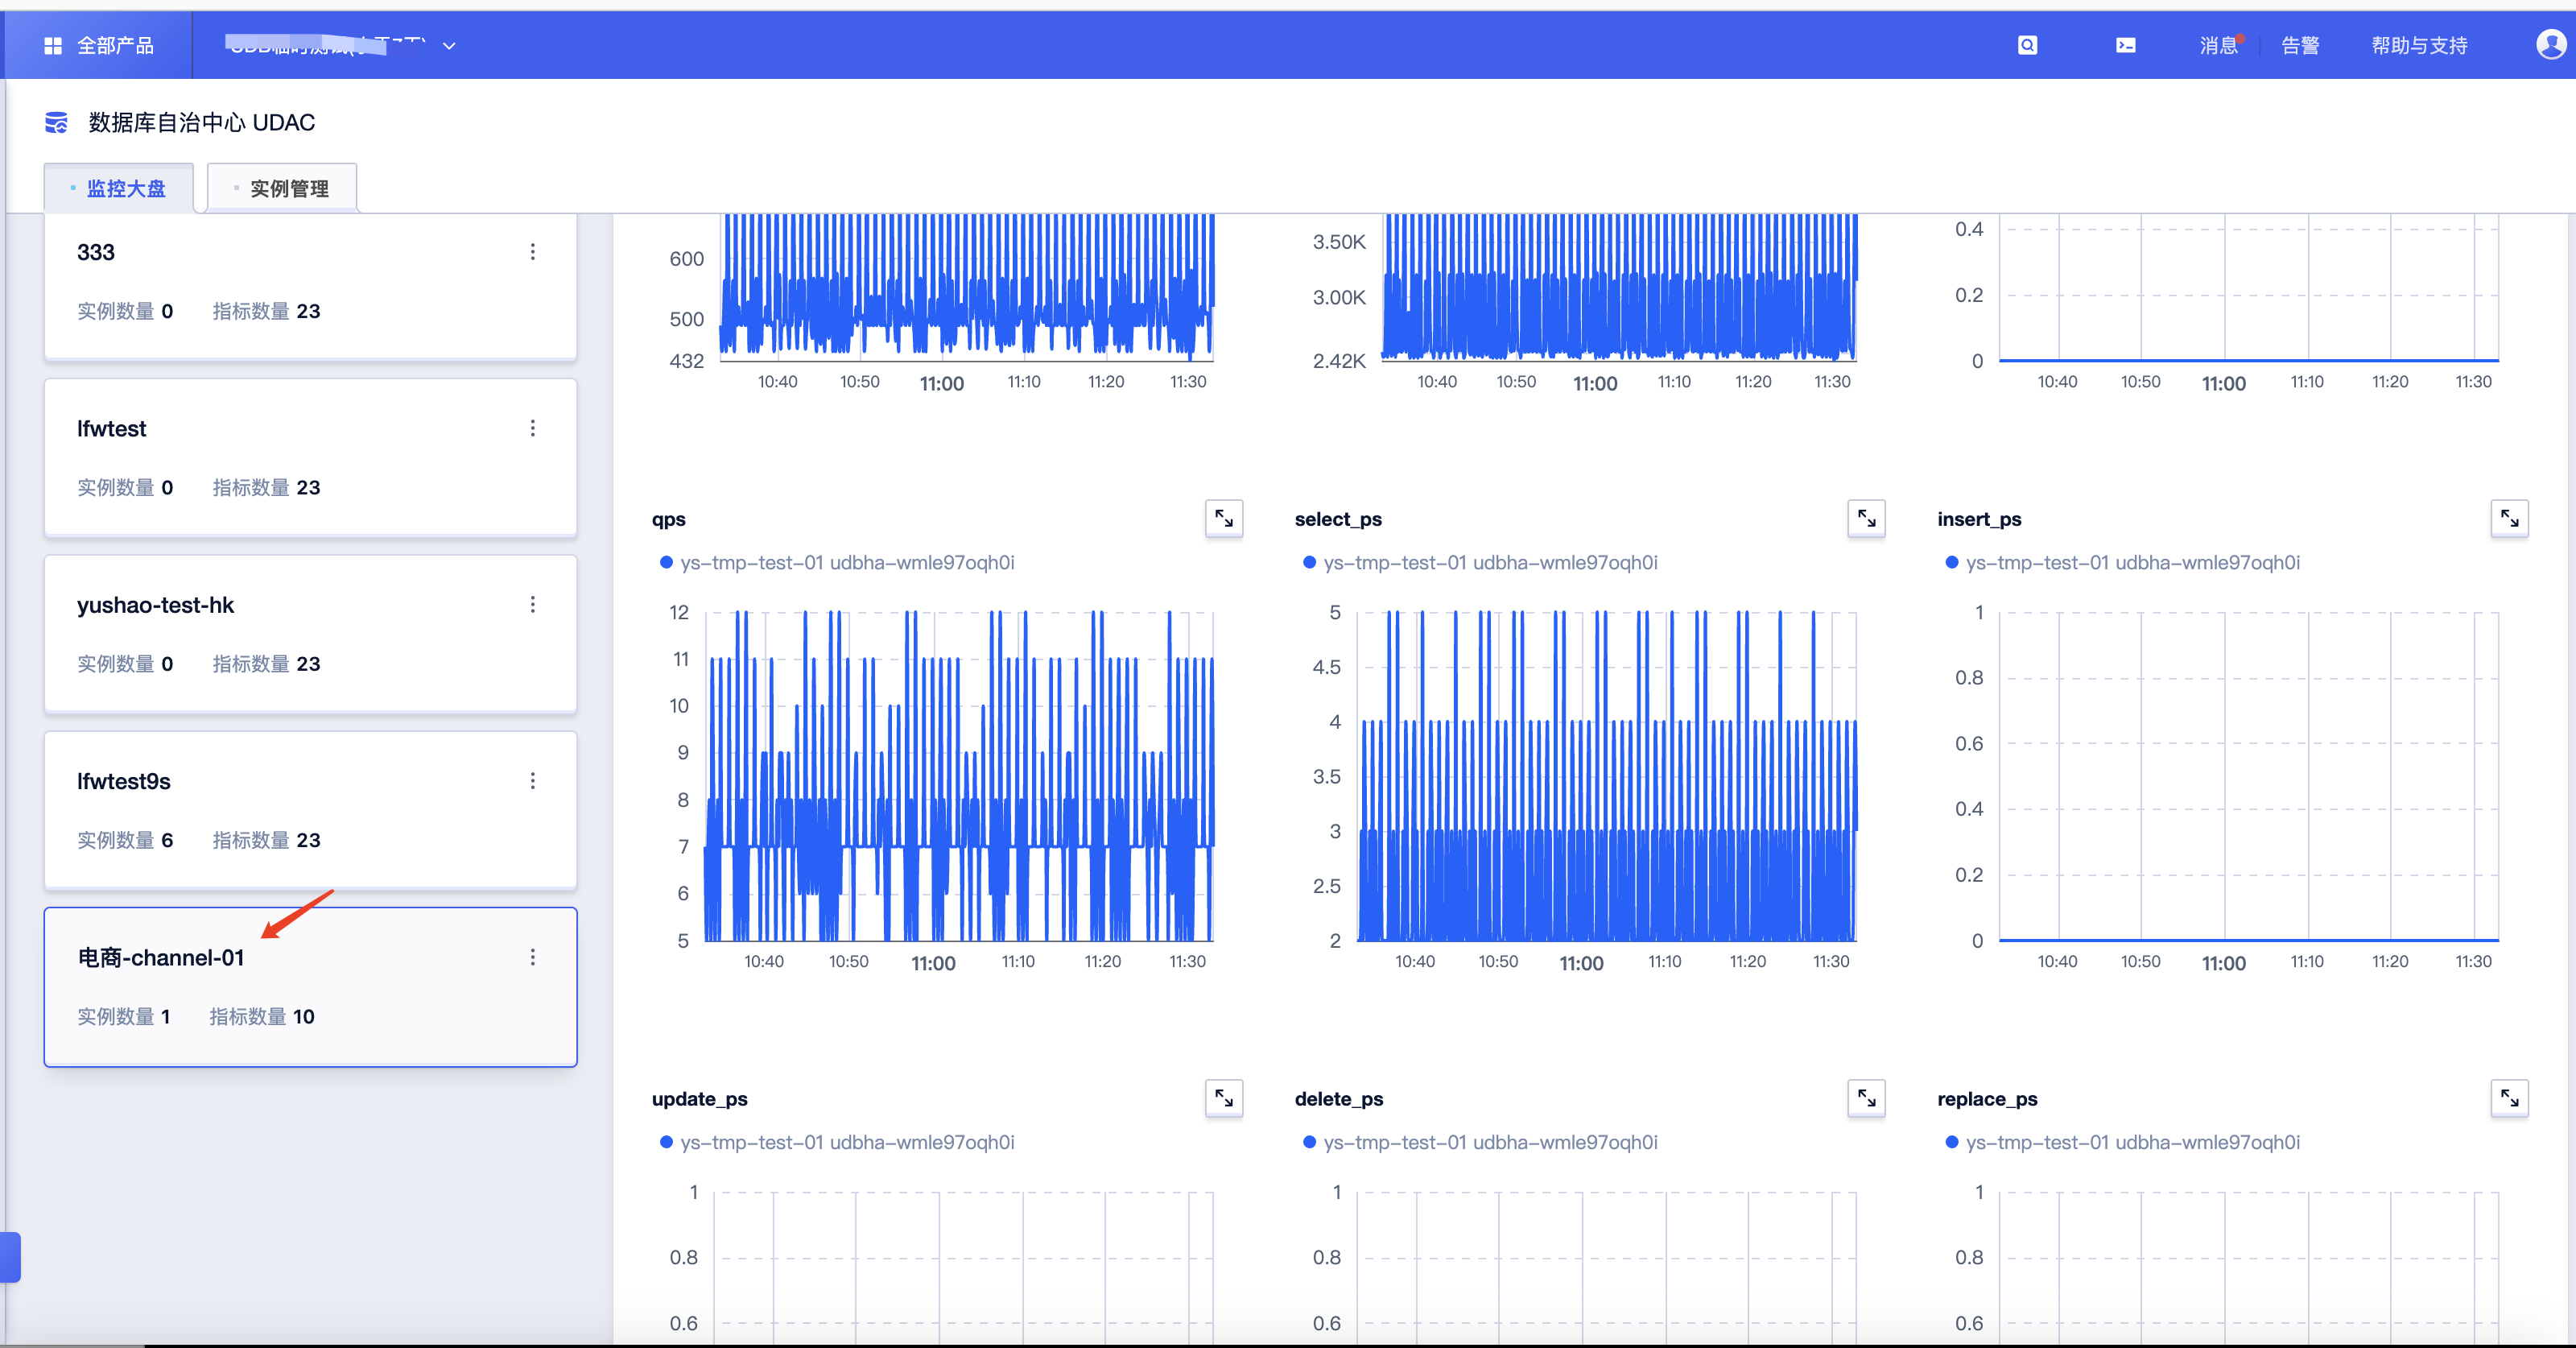 全部产品
消息
告警
帮助与支持
数据库自治中心 UDAC
监控大盘
实例管理
333
实例数量 0 指标数量 23
lfwtest
实例数量 0 指标数量 23
yushao-test-hk
实例数量 0 指标数量 23
lfwtest9s
实例数量 6 指标数量 23
电商-channel-01
实例数量 1 指标数量 10
600
500
432
10:40 10:50 11:00 11:10 11:20 11:30
3.50K
3.00K
2.42K
10:40 10:50 11:00 11:10 11:20 11:30
0.4
0.2
0
10:40 10:50 11:00 11:10 11:20 11:30
qps
ys-tmp-test-01 udbha-wmle97oqh0i
12
11
10
9
8
7
6
5
10:40 10:50 11:00 11:10 11:20 11:30
select_ps
ys-tmp-test-01 udbha-wmle97oqh0i
5
4.5
4
3.5
3
2.5
2
10:40 10:50 11:00 11:10 11:20 11:30
insert_ps
ys-tmp-test-01 udbha-wmle97oqh0i
1
0.8
0.6
0.4
0.2
0
10:40 10:50 11:00 11:10 11:20 11:30
update_ps
ys-tmp-test-01 udbha-wmle97oqh0i
1
0.8
0.6
delete_ps
ys-tmp-test-01 udbha-wmle97oqh0i
1
0.8
0.6
replace_ps
ys-tmp-test-01 udbha-wmle97oqh0i
1
0.8
0.6